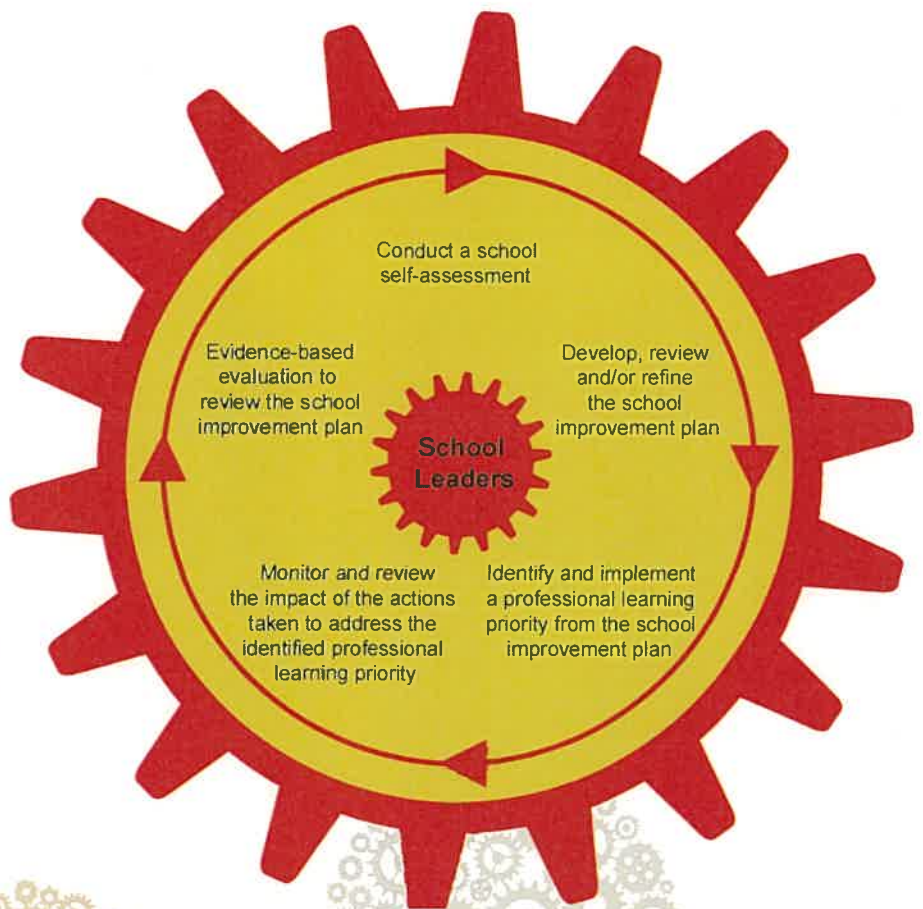 Conduct a school
self-assessment
Develop, review
and/or refine
the school
improvement plan
Identify and implement
a professional learning
priority from the school
improvement plan
Monitor and review
the impact of the actions
taken to address the
identified professional
learning priority
Evidence-based
evaluation to
review the school
improvement plan
School
Leaders